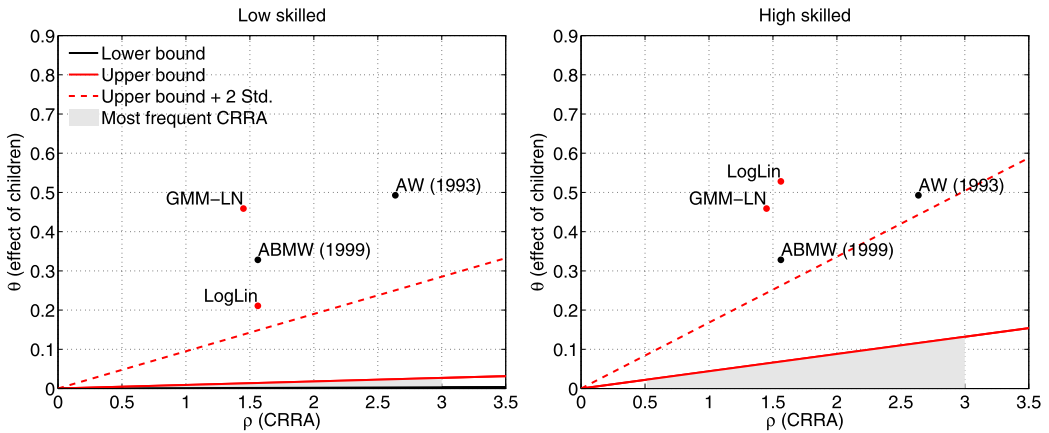 Low skilled
0.9
0.8
0.7
0.6
0.5
0.4
0.3
0.2
0.1
0
θ (effect of children)
Lower bound
Upper bound
Upper bound + 2 Std.
Most frequent CRRA
AW (1993)
GMM−LN
ABMW (1999)
LogLin
0 0.5 1 1.5 2 2.5 3 3.5
ρ (CRRA)
High skilled
0.9
0.8
0.7
0.6
0.5
0.4
0.3
0.2
0.1
0
θ (effect of children)
LogLin
GMM−LN
AW (1993)
ABMW (1999)
0 0.5 1 1.5 2 2.5 3 3.5
ρ (CRRA)